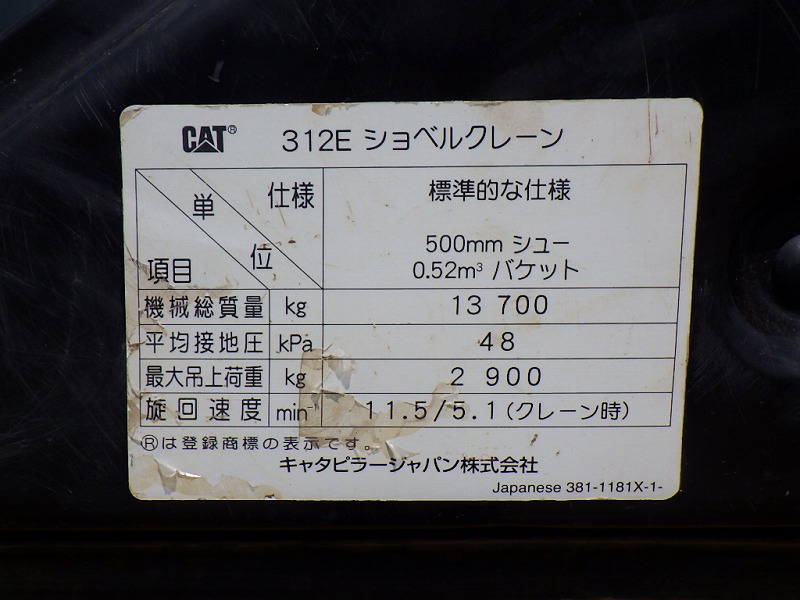 CAT® 312E ショベルクレーン
単位 仕様 標準的な仕様
項目 500mm シュー
0.52m³ バケット
機械総質量 kg 13 700
平均接地圧 kPa 48
最大吊上荷重 kg 2 900
旋回速度 min⁻¹ 11.5/5.1(クレーン時)
®は登録商標の表示です。
キャタピラージャパン株式会社
Japanese 381-1181X-1-